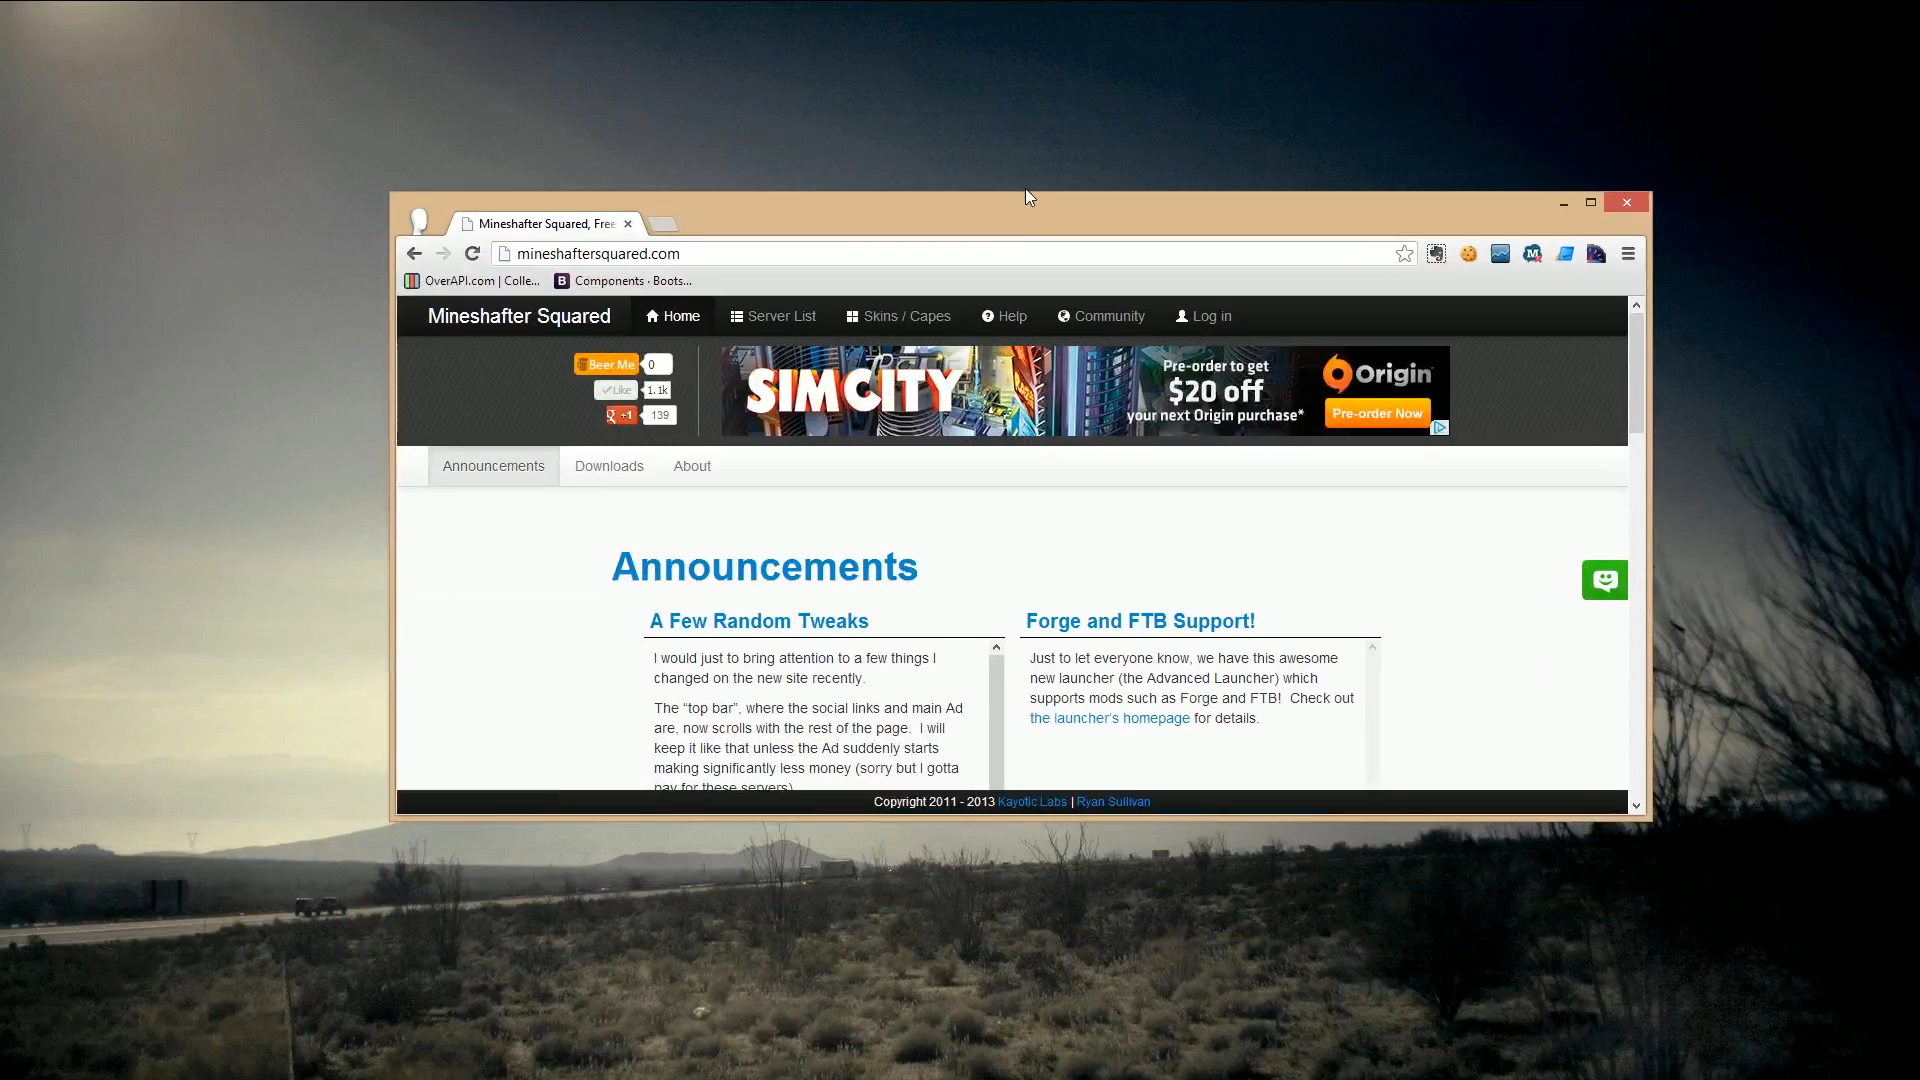 Mineshafter Squared, Free
mineshaftersquared.com
OverAPI.com | Colle...
B Components · Boots...
Mineshafter Squared
Home
Server List
Skins / Capes
Help
Community
Log in
Beer Me 0
Like 1.1k
+1 139
SIMCITY
Pre-order to get
$20 off
your next Origin purchase*
Origin
Pre-order Now
Announcements
Downloads
About
Announcements
A Few Random Tweaks
I would just to bring attention to a few things I
changed on the new site recently.
The “top bar”, where the social links and main Ad
are, now scrolls with the rest of the page. I will
keep it like that unless the Ad suddenly starts
making significantly less money (sorry but I gotta
pay for these servers)
Forge and FTB Support!
Just to let everyone know, we have this awesome
new launcher (the Advanced Launcher) which
supports mods such as Forge and FTB! Check out
the launcher's homepage for details.
Copyright 2011 - 2013 Kayotic Labs | Ryan Sullivan